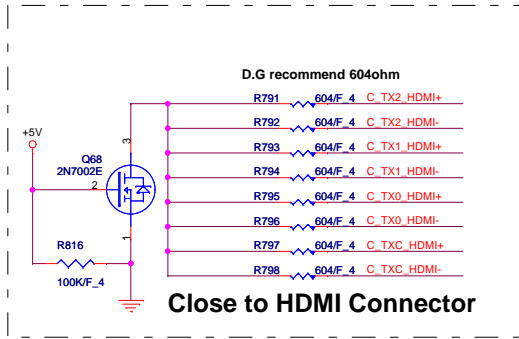 D.G recommend 604ohm
R791 604/F_4 C_TX2_HDMI+
+5V
R792 604/F_4 C_TX2_HDMI-
3
R793 604/F_4 C_TX1_HDMI+
Q68
2N7002E
R794 604/F_4 C_TX1_HDMI-
2
R795 604/F_4 C_TX0_HDMI+
R796 604/F_4 C_TX0_HDMI-
1
R816
R797 604/F_4 C_TXC_HDMI+
R798 604/F_4 C_TXC_HDMI-
100K/F_4
Close to HDMI Connector